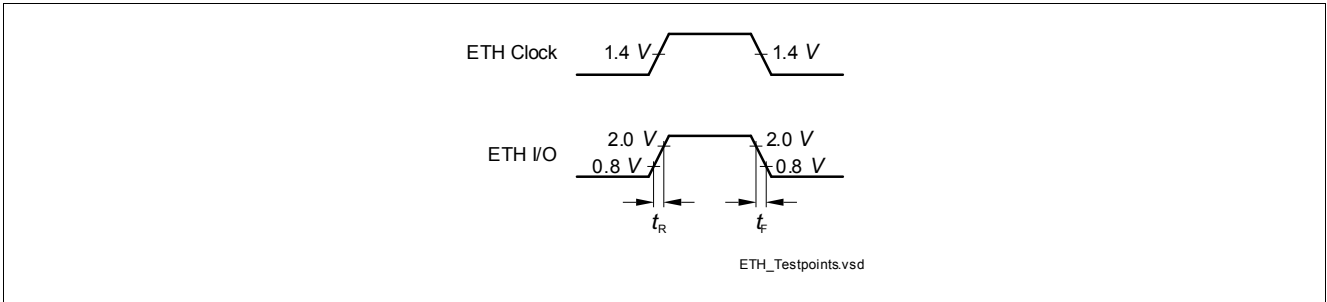 ETH Clock 1.4 V 1.4 V
2.0 V 2.0 V
ETH I/O
0.8 V 0.8 V
tR tF
ETH_Testpoints.vsd